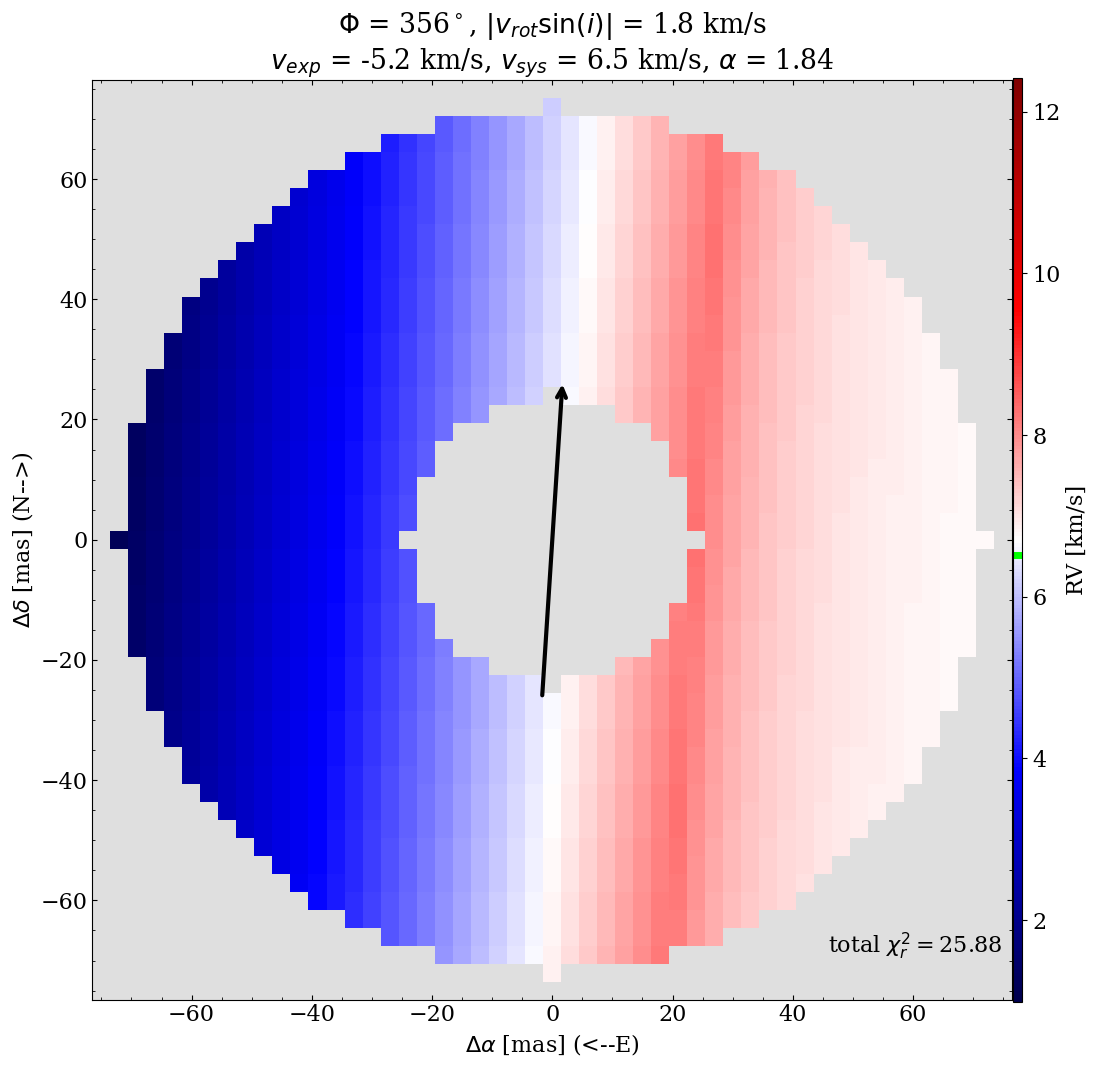 Φ = 356°, |v_rot sin(i)| = 1.8 km/s
v_exp = -5.2 km/s, v_sys = 6.5 km/s, α = 1.84
60
40
20
0
−20
−40
−60
Δδ [mas] (N-->)
−60 −40 −20 0 20 40 60
Δα [mas] (<--E)
total χ_r^2 = 25.88
12
10
8
6
4
2
RV [km/s]